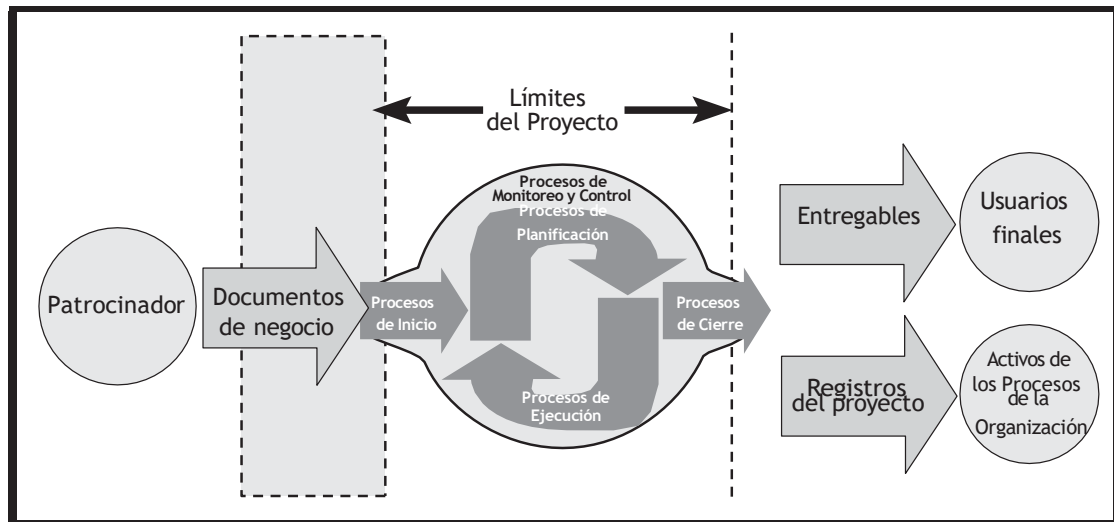 Límites
del Proyecto
Procesos de
Monitoreo y Control
Procesos de
Planificación
Patrocinador
Documentos
de negocio
Procesos
de Inicio
Procesos de
Ejecución
Procesos
de Cierre
Entregables
Usuarios
finales
Registros
del proyecto
Activos de
los Procesos
de la
Organización